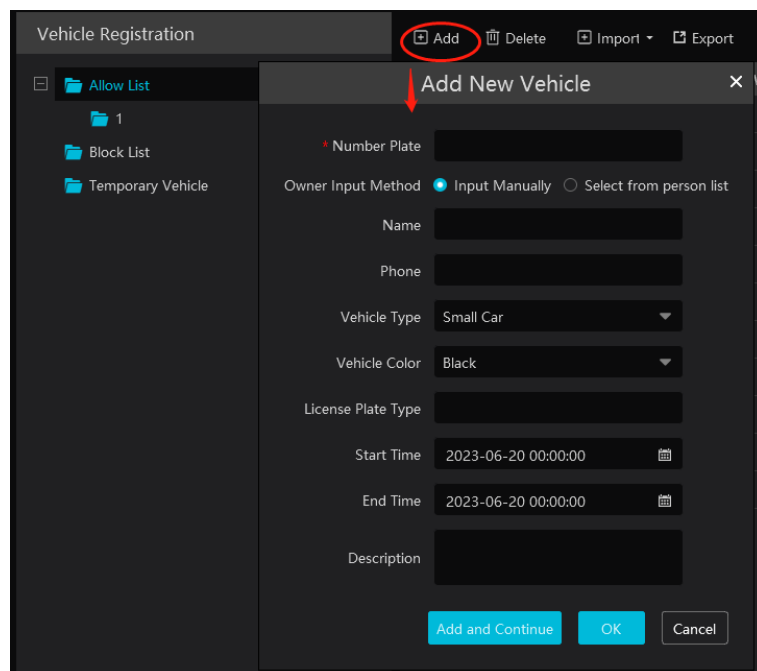 Vehicle Registration
Add Delete Import Export
Allow List
1
Block List
Temporary Vehicle
Add New Vehicle
* Number Plate
Owner Input Method Input Manually Select from person list
Name
Phone
Vehicle Type Small Car
Vehicle Color Black
License Plate Type
Start Time 2023-06-20 00:00:00
End Time 2023-06-20 00:00:00
Description
Add and Continue OK Cancel